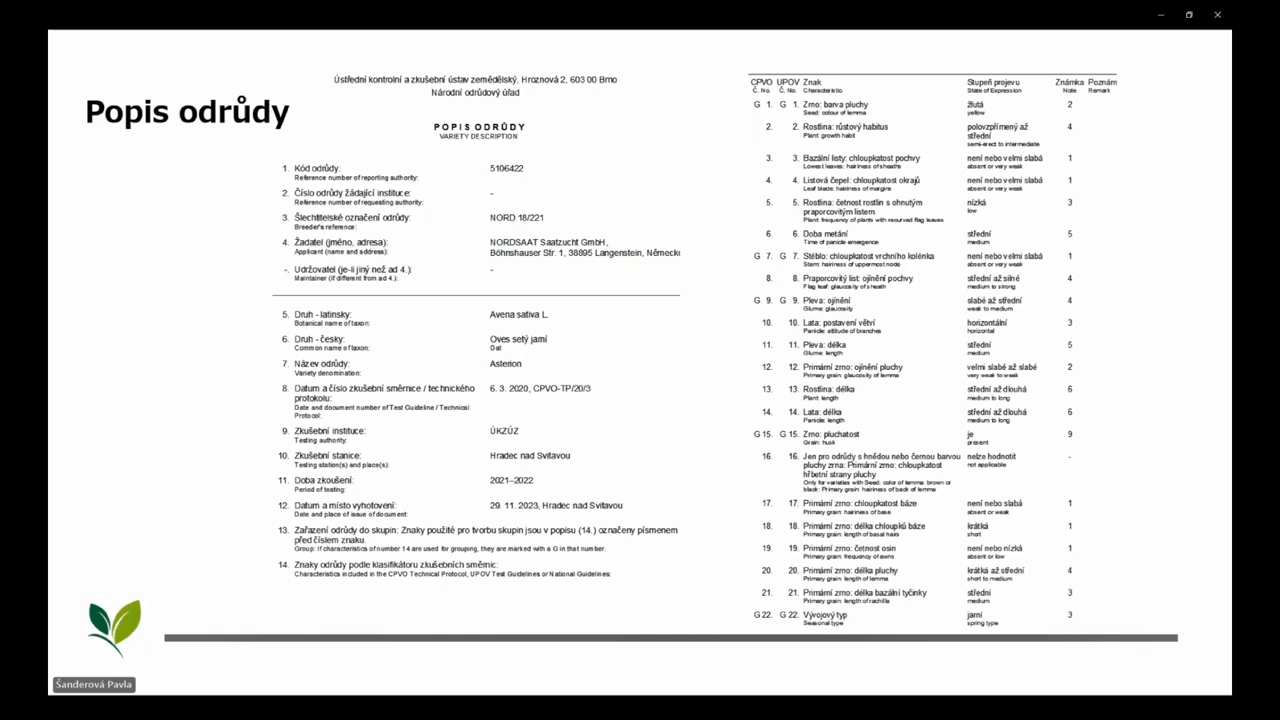 Popis odrůdy
Ústřední kontrolní a zkušební ústav zemědělský, Hroznová 2, 603 00 Brno
Národní odrůdový úřad
POPIS ODRŮDY
VARIETY DESCRIPTION
1. Kód odrůdy: 5106422
Reference number of reporting authority:
2. Číslo odrůdy žádající instituce: -
Reference number of requesting authority:
3. Šlechtitelské označení odrůdy: NORD 18/221
Breeder's reference:
4. Žadatel (jméno, adresa): NORDSAAT Saatzucht GmbH,
Applicant (name and address): Böhnshauser Str. 1, 38895 Langenstein, Německo
-. Udržovatel (je-li jiný než ad 4.): -
Maintainer (if different from ad 4.):
5. Druh - latinsky: Avena sativa L.
Botanical name of taxon:
6. Druh - česky: Oves setý jarní
Common name of taxon: Oat
7. Název odrůdy: Asterion
Variety denomination:
8. Datum a číslo zkušební směrnice / technického 6. 3. 2020, CPVO-TP/20/3
protokolu:
Date and document number of Test Guideline / Technical
Protocol:
9. Zkušební instituce: ÚKZÚZ
Testing authority:
10. Zkušební stanice: Hradec nad Svitavou
Testing station(s) and place(s):
11. Doba zkoušení: 2021–2022
Period of testing:
12. Datum a místo vyhotovení: 29. 11. 2023, Hradec nad Svitavou
Date and place of issue of document:
13. Zařazení odrůdy do skupin: Znaky použité pro tvorbu skupin jsou v popisu (14.) označeny písmenem
před číslem znaku.
Group: if characteristics of number 14 are used for grouping, they are marked with a G in that number.
14. Znaky odrůdy podle klasifikátoru zkušebních směrnic:
Characteristics included in the CPVO Technical Protocol, UPOV Test Guidelines or National Guidelines:
CPVO UPOV Znak Stupeň projevu Známka Poznám
Č. No. Č. No. Characteristic State of Expression Note Remark
G 1. G 1. Zrno: barva pluchy žlutá 2
Seed: colour of lemma yellow
2. 2. Rostlina: růstový habitus polovzpřímený až 4
Plant: growth habit střední
semi-erect to intermediate
3. 3. Bazální listy: chloupkatost pochvy není nebo velmi slabá 1
Lowest leaves: hairiness of sheaths absent or very weak
4. 4. Listová čepel: chloupkatost okrajů není nebo velmi slabá 1
Leaf blade: hairiness of margins absent or very weak
5. 5. Rostlina: četnost rostlin s ohnutým nízká 3
praporcovitým listem low
Plant: frequency of plants with recurved flag leaves
6. 6. Doba metání střední 5
Time of panicle emergence medium
G 7. G 7. Stéblo: chloupkatost vrchního kolénka není nebo velmi slabá 1
Stem: hairiness of uppermost node absent or very weak
8. 8. Praporcovitý list: ojínění pochvy střední až silné 4
Flag leaf: glaucosity of sheath medium to strong
G 9. G 9. Pleva: ojínění slabé až střední 4
Glume: glaucosity weak to medium
10. 10. Lata: postavení větví horizontální 3
Panicle: attitude of branches horizontal
11. 11. Pleva: délka střední 5
Glume: length medium
12. 12. Primární zrno: ojínění pluchy velmi slabé až slabé 2
Primary grain: glaucosity of lemma very weak to weak
13. 13. Rostlina: délka střední až dlouhá 6
Plant: length medium to long
14. 14. Lata: délka střední až dlouhá 6
Panicle: length medium to long
G 15. G 15. Zrno: pluchatost je 9
Grain: husk present
16. 16. Jen pro odrůdy s hnědou nebo černou barvou nelze hodnotit -
pluchy zrna: Primární zrno: chloupkatost not applicable
hřbetní strany pluchy
Only for varieties with Seed: color of lemma: brown or
black: Primary grain: hairiness of back of lemma
17. 17. Primární zrno: chloupkatost báze není nebo slabá 1
Primary grain: hairiness of base absent or weak
18. 18. Primární zrno: délka chloupků báze krátká 1
Primary grain: length of basal hairs short
19. 19. Primární zrno: četnost osin není nebo nízká 1
Primary grain: frequency of awns absent or low
20. 20. Primární zrno: délka pluchy krátká až střední 4
Primary grain: length of lemma short to medium
21. 21. Primární zrno: délka bazální tyčinky střední 3
Primary grain: length of rachilla medium
G 22. G 22. Vývojový typ jarní 3
Seasonal type spring type
Šanderová Pavla